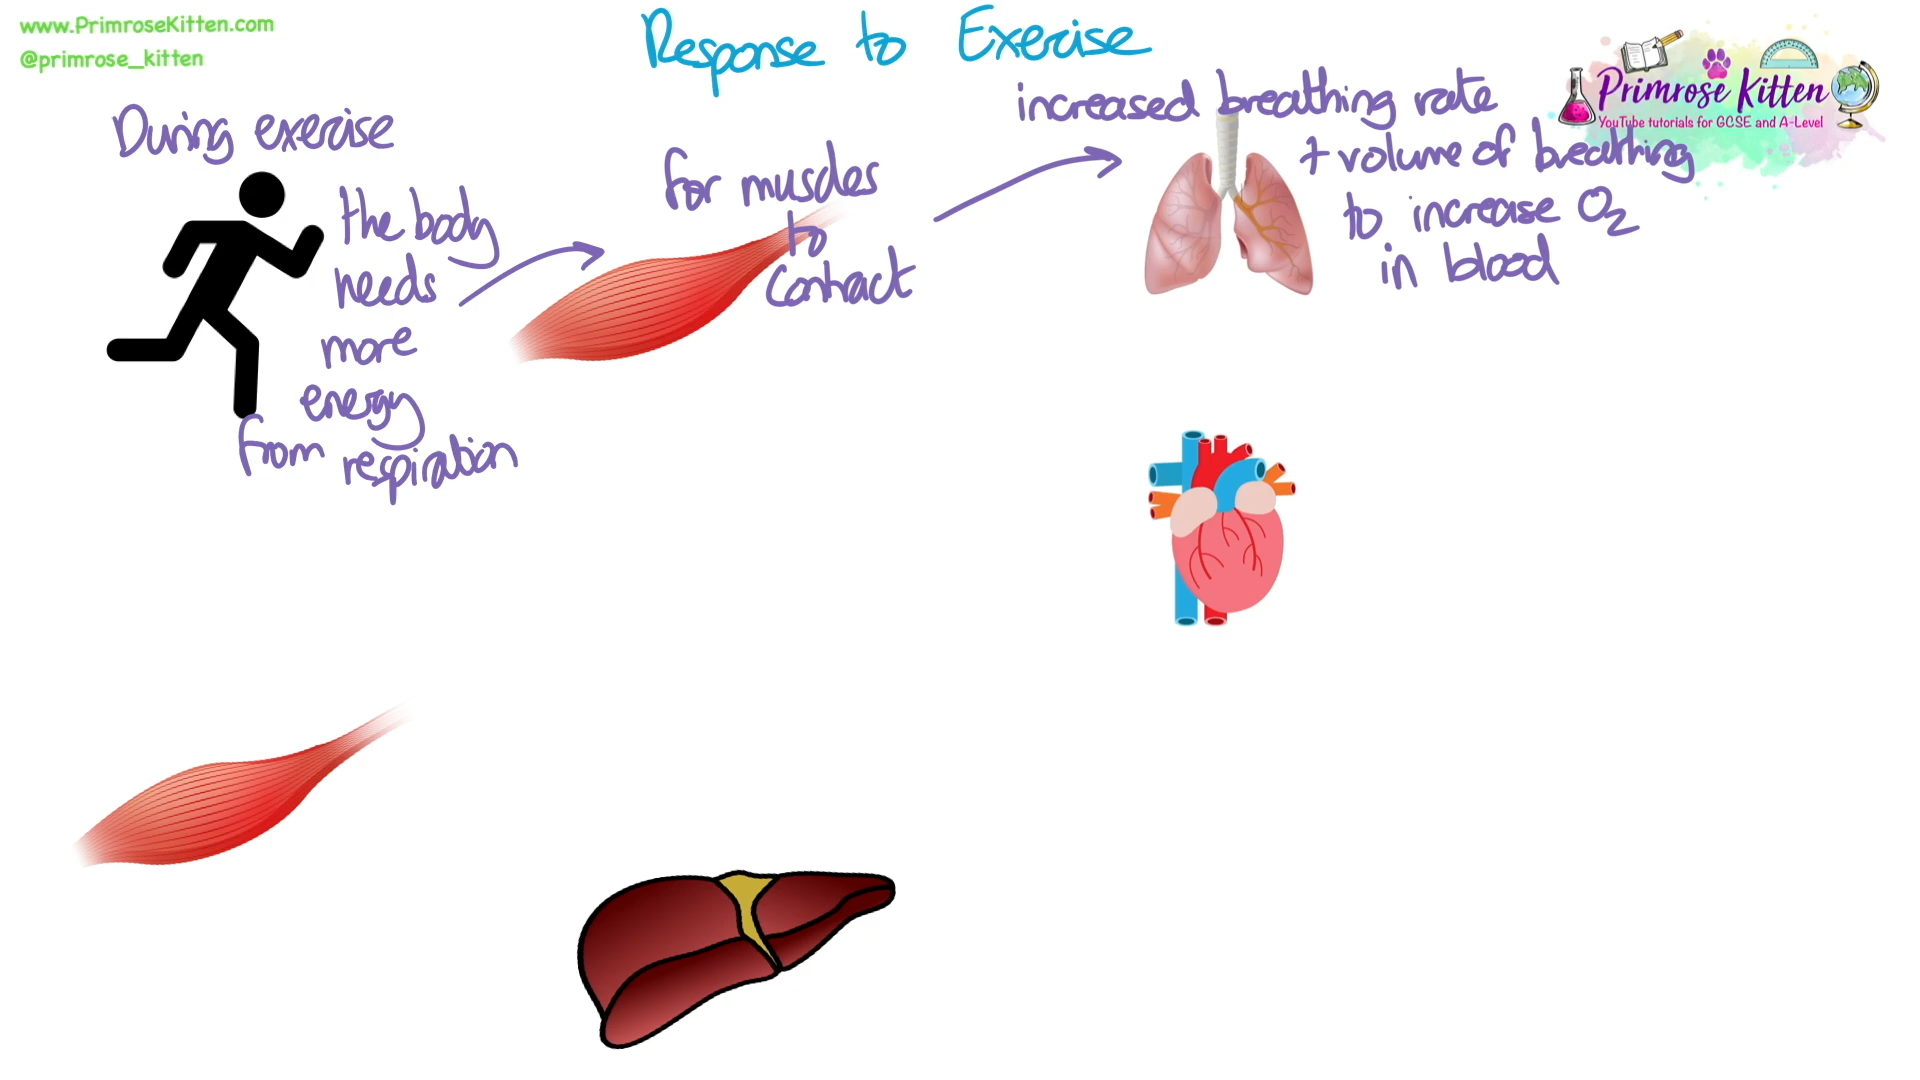 www.PrimroseKitten.com
@primrose_kitten
Response to Exercise
Primrose Kitten
YouTube tutorials for GCSE and A-Level
During exercise
the body
needs
more
energy
from respiration
for muscles
to
contract
increased breathing rate
+ volume of breathing
to increase O2
in blood